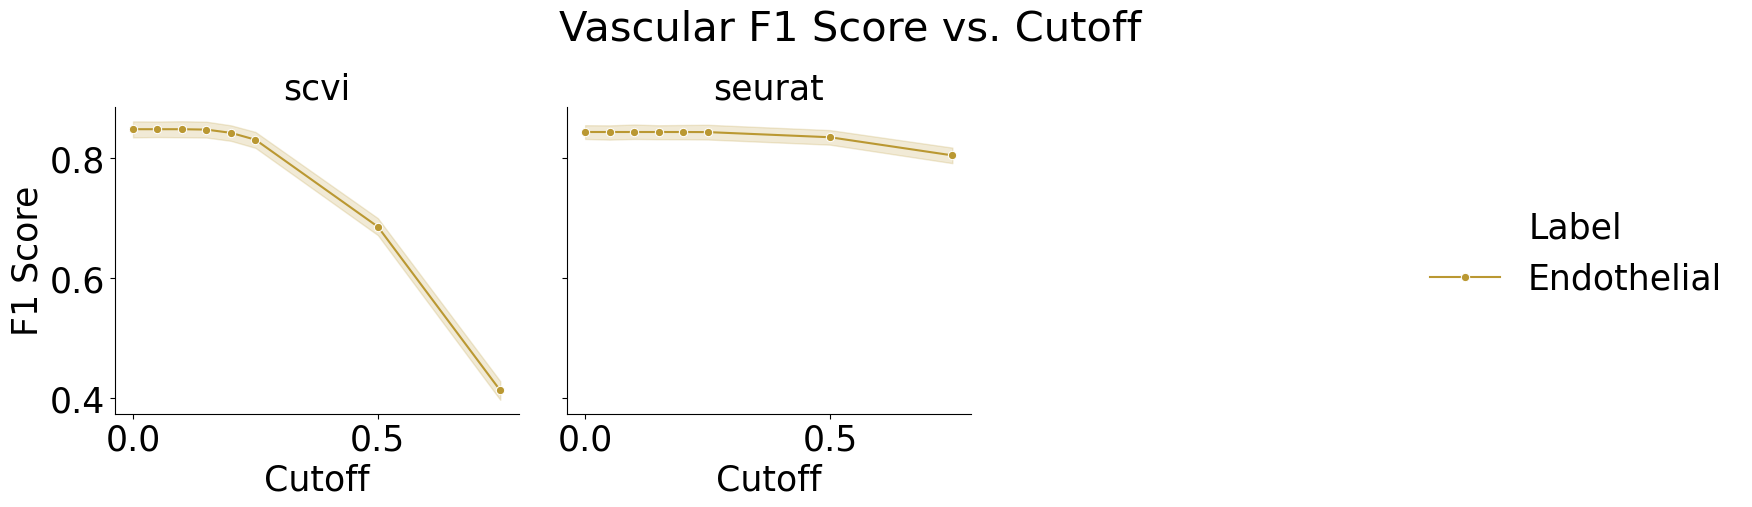 Vascular F1 Score vs. Cutoff
scvi
seurat
F1 Score
0.8
0.6
0.4
0.0
0.5
0.0
0.5
Cutoff
Cutoff
Label
Endothelial